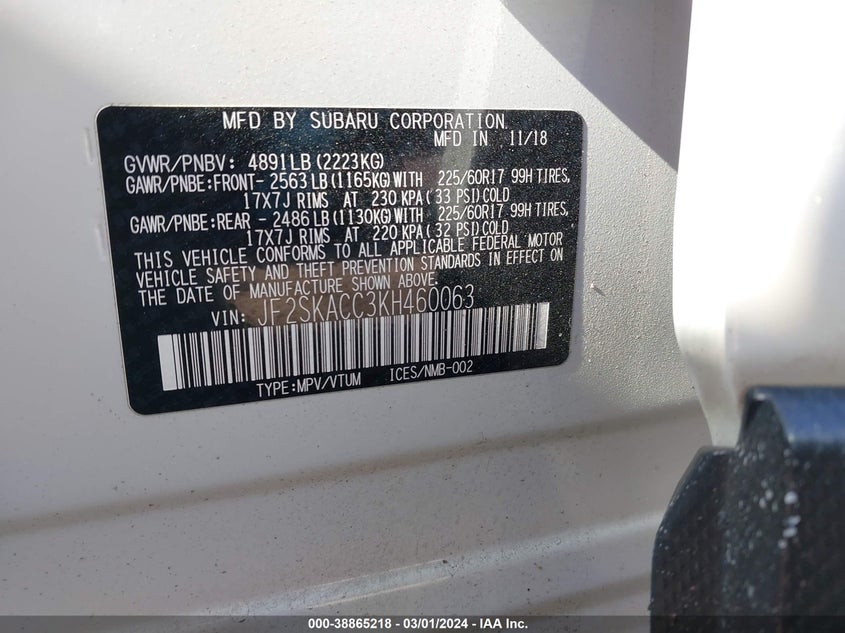 MFD BY SUBARU CORPORATION
MFD IN 11/18
GVWR/PNBV: 4891LB(2223KG)
GAWR/PNBE:FRONT- 2563LB(1165KG)WITH 225/60R17 99H TIRES,
17X7J RIMS AT 230 KPA(33 PSI)COLD
GAWR/PNBE:REAR - 2486LB(1130KG)WITH 225/60R17 99H TIRES,
17X7J RIMS AT 220 KPA(32 PSI)COLD
THIS VEHICLE CONFORMS TO ALL APPLICABLE FEDERAL MOTOR
VEHICLE SAFETY AND THEFT PREVENTION STANDARDS IN EFFECT ON
THE DATE OF MANUFACTURE SHOWN ABOVE.
VIN: JF2SKACC3KH460063
TYPE:MPV/VTUM ICES/NMB-002
000-38865218 - 03/01/2024 - IAA Inc.